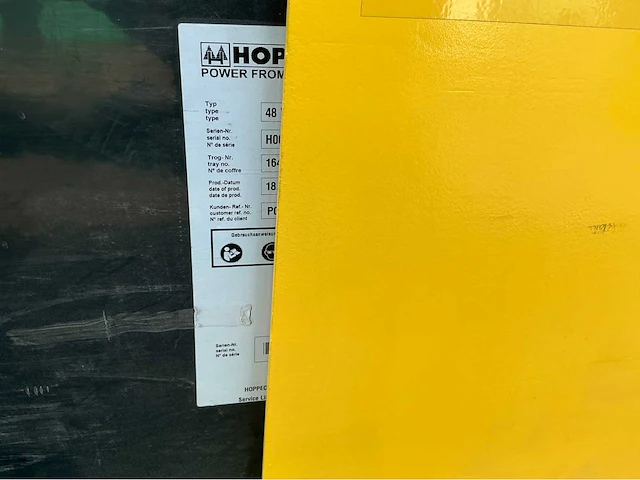 HOP
POWER FROM
Typ
type
type
48
Serien-Nr.
serial no.
N° de série
Trog- Nr.
tray no.
N° de coffre
164
Prod.-Datum
date of prod.
date de prod.
18
Kunden- Ref.- Nr.
customer ref. no.
N° ref. du client
Gebrauchsanweisun
Serien-Nr.
serial no.
N° de série
HOPPEC
Service Li